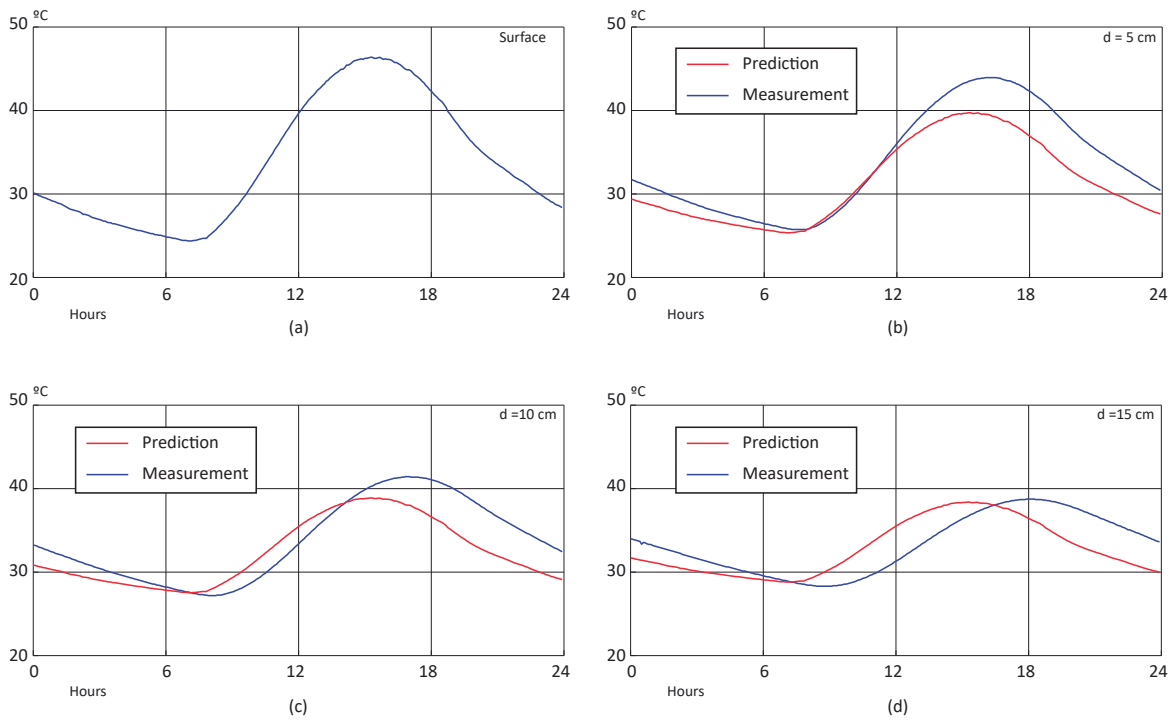 ºC
50
Surface
40
30
20
0 6 12 18 24
Hours
(a)
ºC
50
d = 5 cm
Prediction
Measurement
40
30
20
0 6 12 18 24
Hours
(b)
ºC
50
d =10 cm
Prediction
Measurement
40
30
20
0 6 12 18 24
Hours
(c)
ºC
50
d =15 cm
Prediction
Measurement
40
30
20
0 6 12 18 24
Hours
(d)